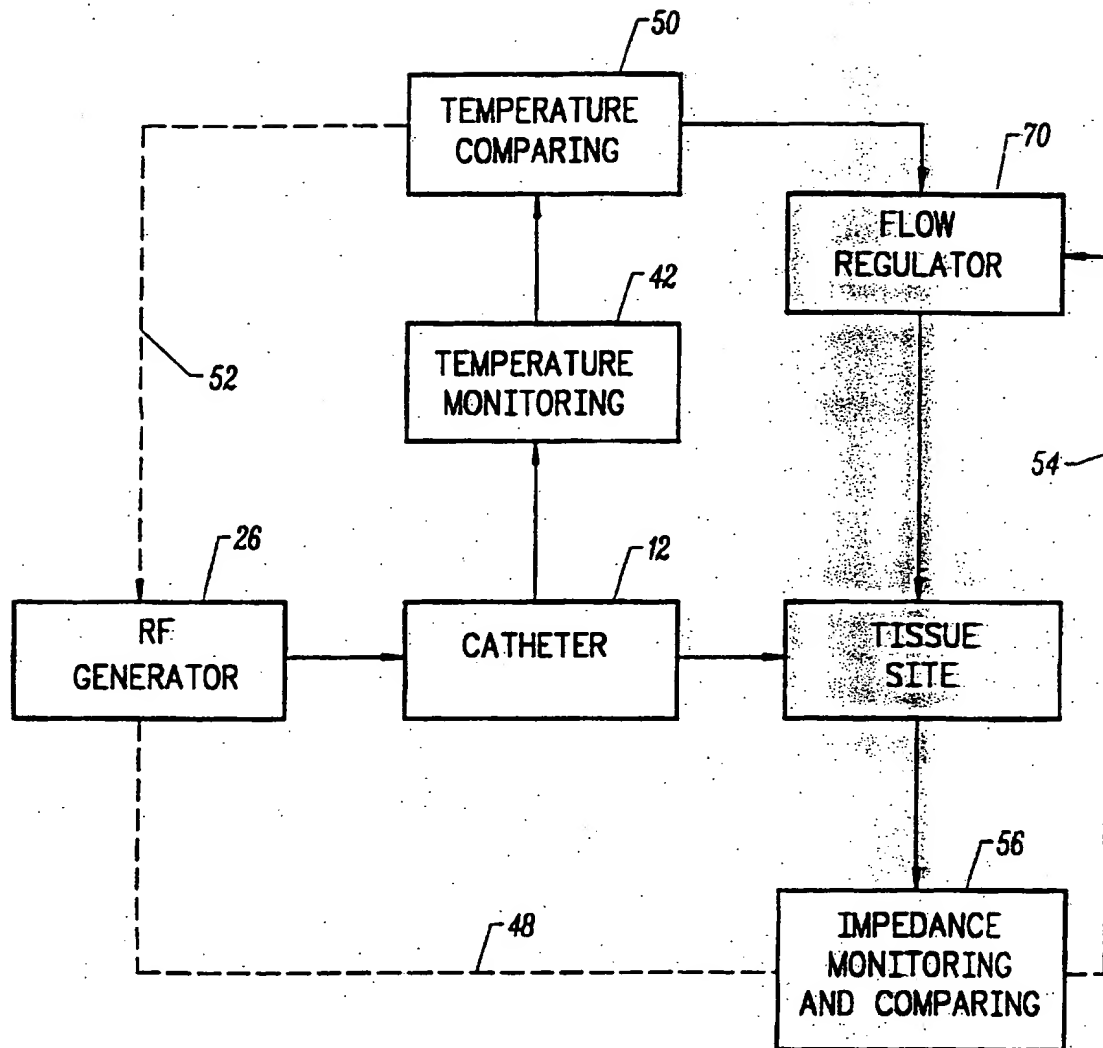 50
TEMPERATURE
COMPARING
70
FLOW
REGULATOR
42
TEMPERATURE
MONITORING
52
54
26
RF
GENERATOR
12
CATHETER
TISSUE
SITE
56
IMPEDANCE
MONITORING
AND COMPARING
48